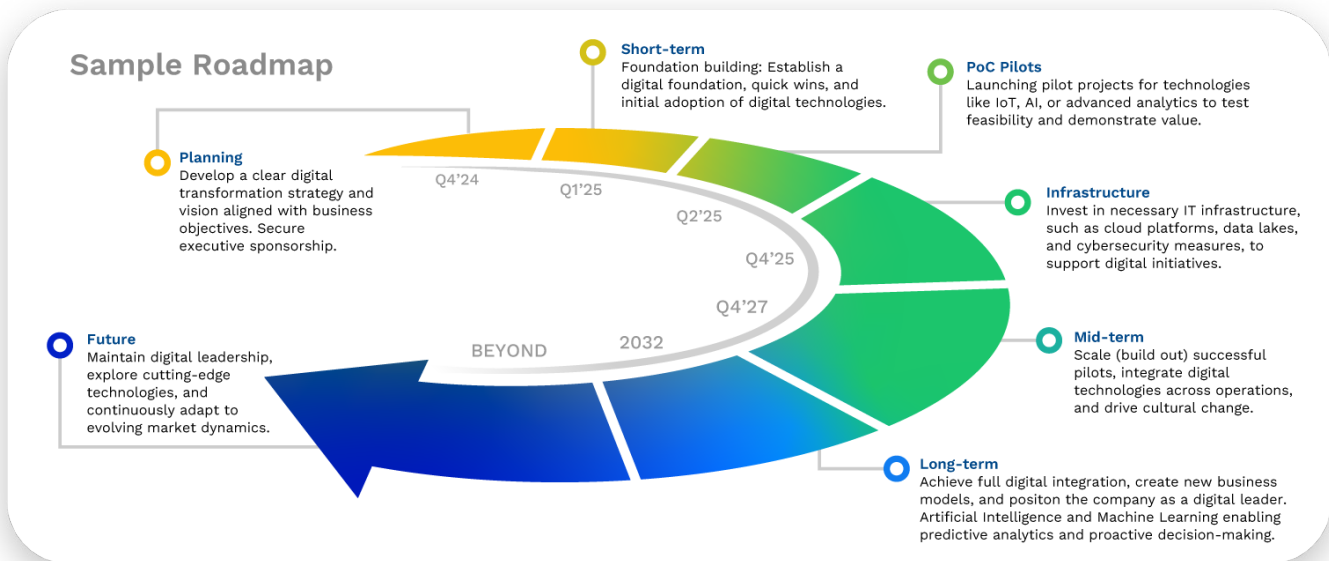 Sample Roadmap
Planning
Develop a clear digital
transformation strategy and
vision aligned with business
objectives. Secure
executive sponsorship.
Short-term
Foundation building: Establish a
digital foundation, quick wins, and
initial adoption of digital technologies.
PoC Pilots
Launching pilot projects for technologies
like IoT, AI, or advanced analytics to test
feasibility and demonstrate value.
Infrastructure
Invest in necessary IT infrastructure,
such as cloud platforms, data lakes,
and cybersecurity measures, to
support digital initiatives.
Mid-term
Scale (build out) successful
pilots, integrate digital
technologies across operations,
and drive cultural change.
Long-term
Achieve full digital integration, create new business
models, and positon the company as a digital leader.
Artificial Intelligence and Machine Learning enabling
predictive analytics and proactive decision-making.
Future
Maintain digital leadership,
explore cutting-edge
technologies, and
continuously adapt to
evolving market dynamics.
Q4’24
Q1’25
Q2’25
Q4’25
Q4’27
2032
BEYOND